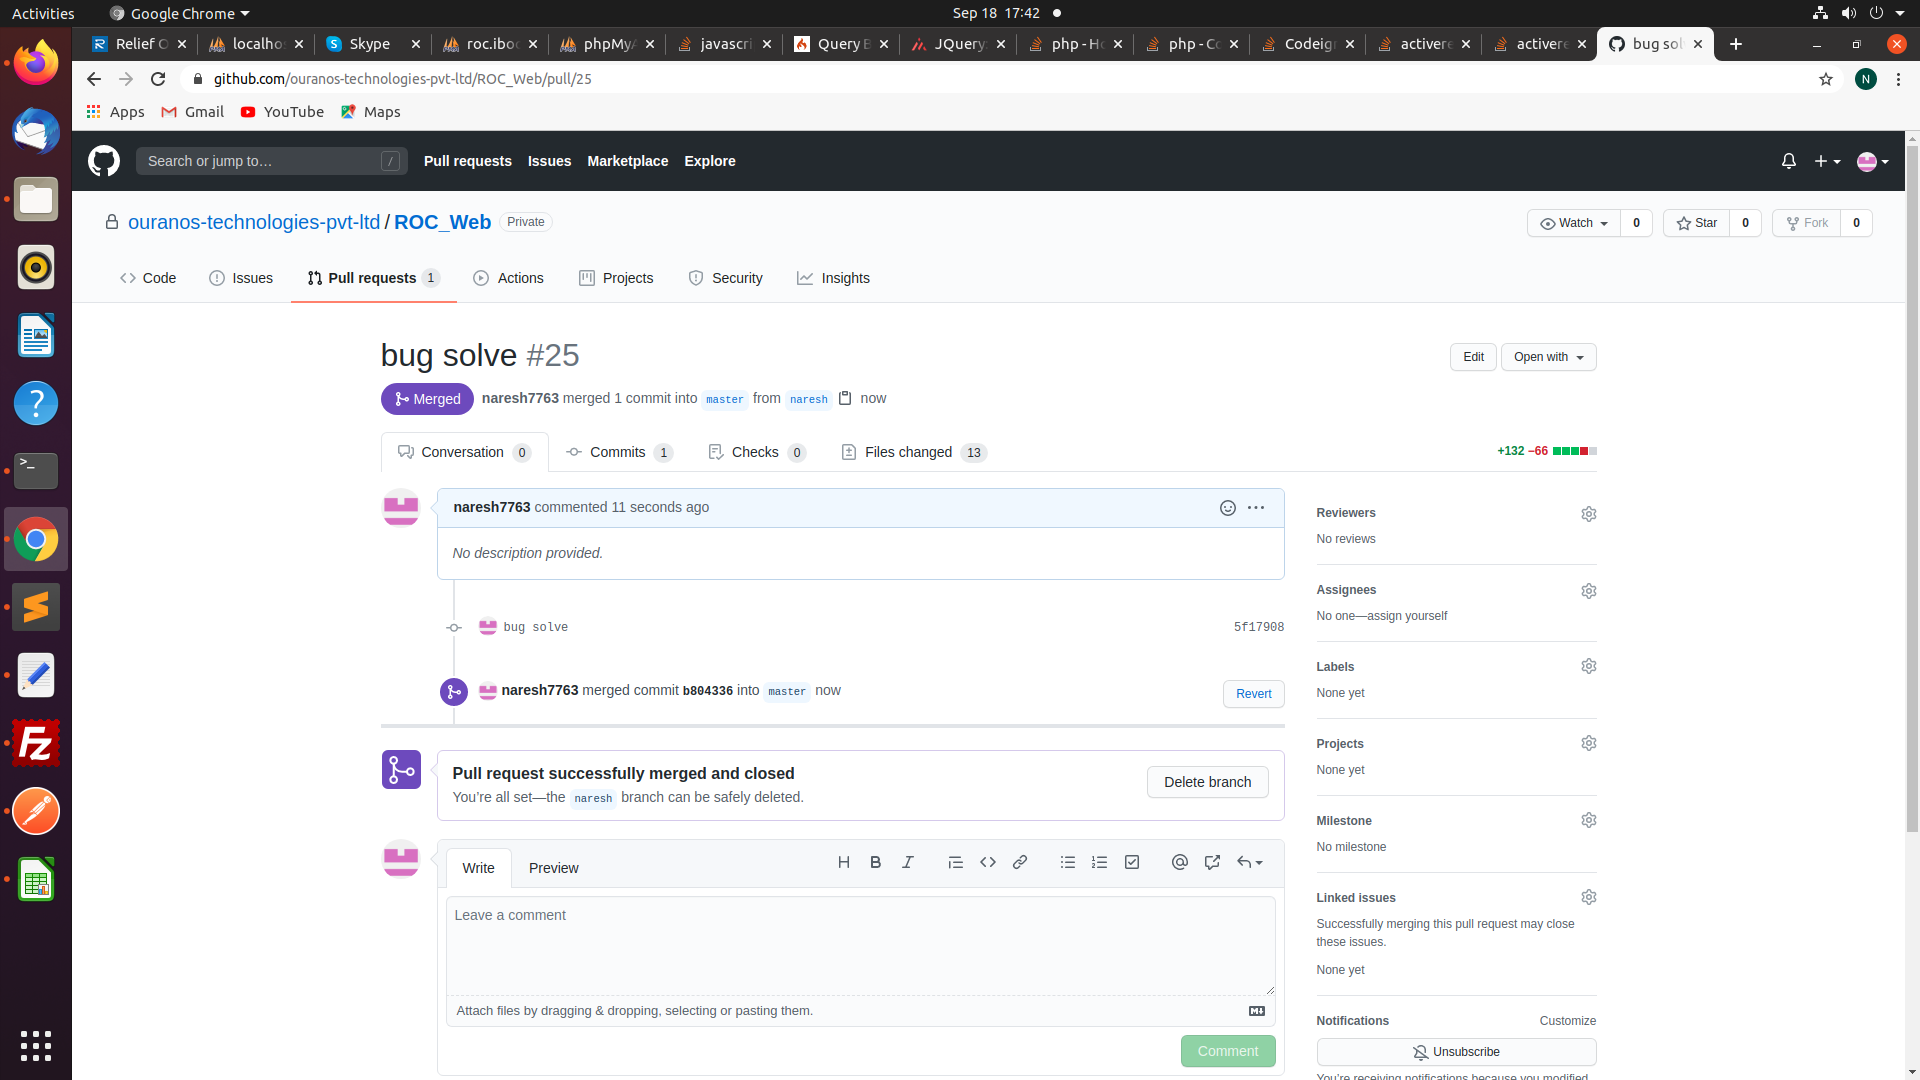 Activities Google Chrome Sep 18 17:42
Relief O localhos Skype roc.iboc phpMyA javascri Query B JQuery: php - Ho php - Co Codeig activere activere bug sol
github.com/ouranos-technologies-pvt-ltd/ROC_Web/pull/25 N
Apps Gmail YouTube Maps
Search or jump to… / Pull requests Issues Marketplace Explore
ouranos-technologies-pvt-ltd / ROC_Web Private Watch 0 Star 0 Fork 0
Code Issues Pull requests 1 Actions Projects Security Insights
bug solve #25 Edit Open with
Merged naresh7763 merged 1 commit into master from naresh now
Conversation 0 Commits 1 Checks 0 Files changed 13 +132 −66
naresh7763 commented 11 seconds ago
No description provided.
bug solve 5f17908
naresh7763 merged commit b804336 into master now Revert
Pull request successfully merged and closed
You're all set—the naresh branch can be safely deleted.
Delete branch
Write Preview
Leave a comment
Attach files by dragging & dropping, selecting or pasting them.
Comment
Reviewers
No reviews
Assignees
No one—assign yourself
Labels
None yet
Projects
None yet
Milestone
No milestone
Linked issues
Successfully merging this pull request may close
these issues.
None yet
Notifications Customize
Unsubscribe
You're receiving notifications because you modified